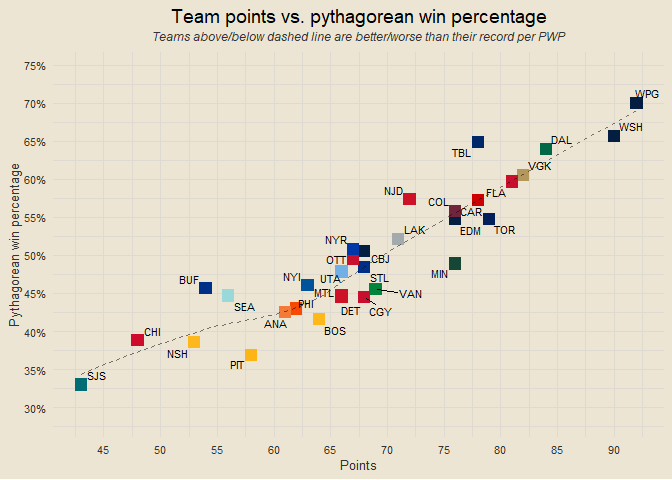 Team points vs. pythagorean win percentage
Teams above/below dashed line are better/worse than their record per PWP
75%
70%
65%
60%
55%
50%
45%
40%
35%
30%
Pythagorean win percentage
WPG
WSH
DAL
TBL
VGK
NJD
FLA
COL
CAR
EDM
TOR
LAK
NYR
OTT
CBJ
MIN
UTA
STL
NYI
BUF
SEA
MTL
VAN
PHI
DET
CGY
ANA
BOS
CHI
NSH
PIT
SJS
45
50
55
60
65
70
75
80
85
90
Points